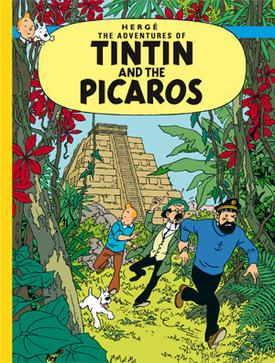 HERGÉ
THE ADVENTURES OF
TINTIN
AND THE
PICAROS